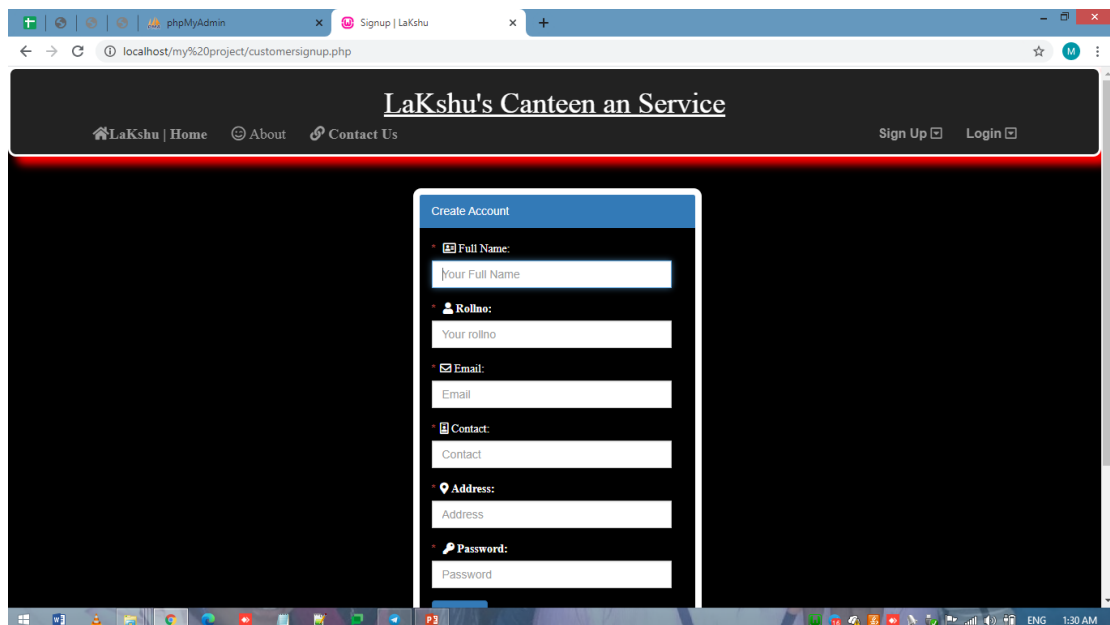 phpMyAdmin
Signup | LaKshu
localhost/my%20project/customersignup.php
M
LaKshu's Canteen an Service
LaKshu | Home About Contact Us Sign Up Login
Create Account
* Full Name:
Your Full Name
* Rollno:
Your rollno
* Email:
Email
* Contact:
Contact
* Address:
Address
* Password:
Password
ENG 1:30 AM